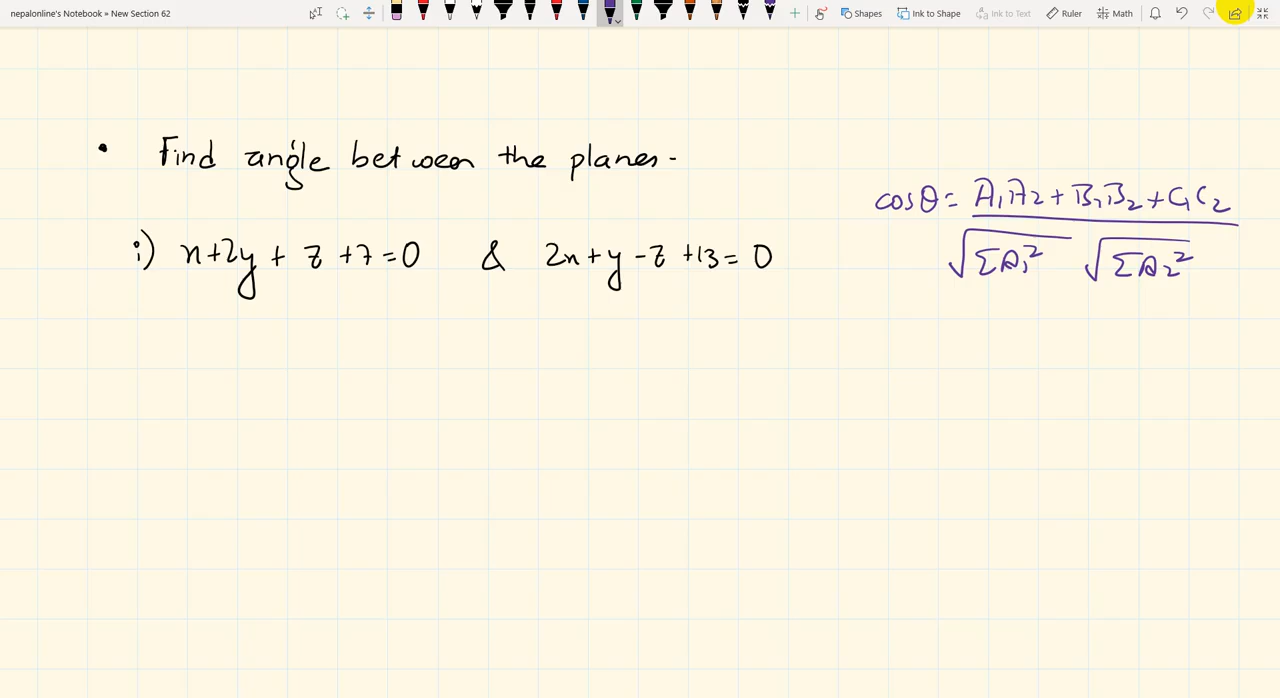 nepalonline's Notebook » New Section 62
Shapes Ink to Shape Ink to Text Ruler Math
• Find angle between the planes -
cosθ = A₁A₂ + B₁B₂ + C₁C₂
√ΣA₁² √ΣA₂²
i) x+2y + z +7=0 & 2x+y-z +13= 0